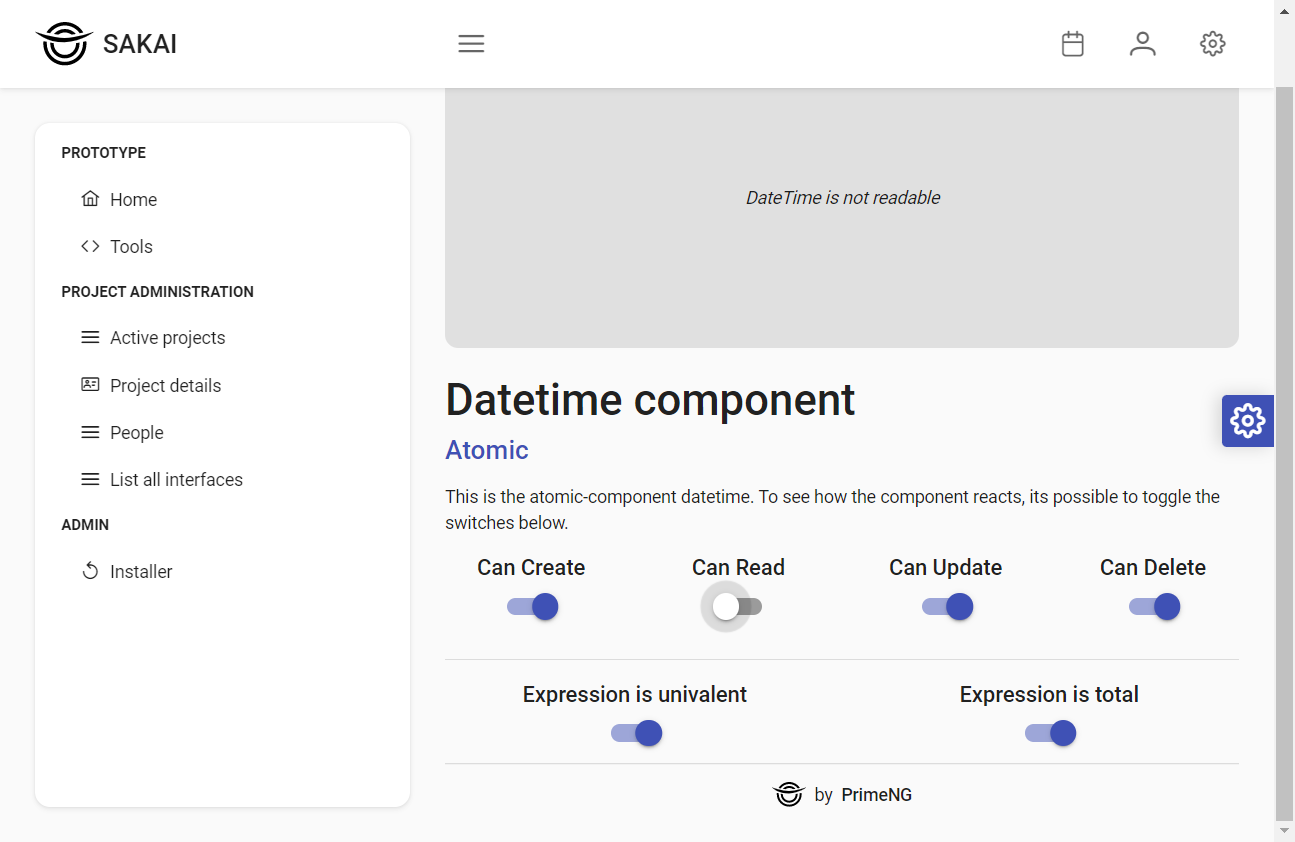 SAKAI
PROTOTYPE
Home
Tools
PROJECT ADMINISTRATION
Active projects
Project details
People
List all interfaces
ADMIN
Installer
DateTime is not readable
Datetime component
Atomic
This is the atomic-component datetime. To see how the component reacts, its possible to toggle the
switches below.
Can Create Can Read Can Update Can Delete
Expression is univalent Expression is total
by PrimeNG